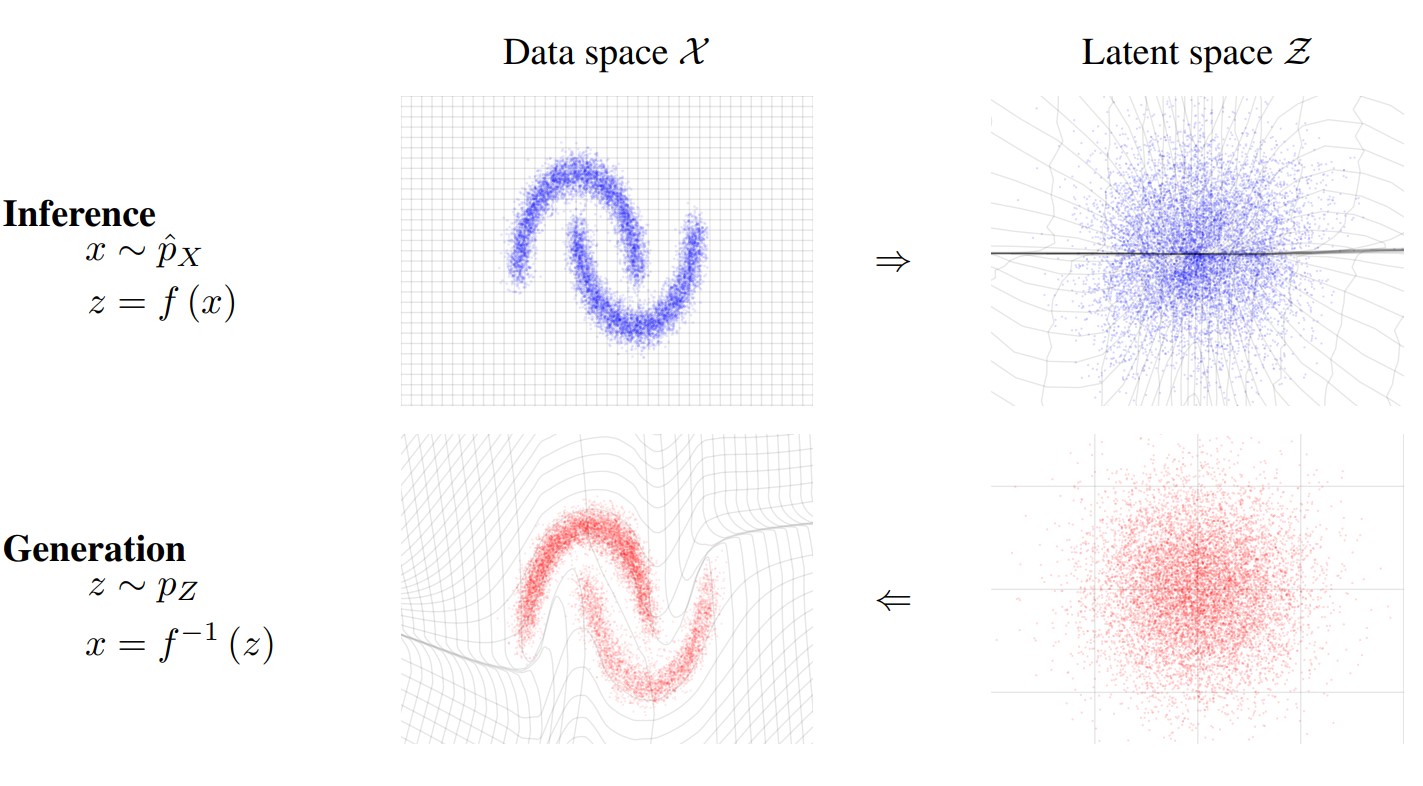 Data space 𝒳
Latent space 𝒵
Inference
x ∼ p̂_X
z = f (x)
⇒
Generation
z ∼ p_Z
x = f⁻¹ (z)
⇐